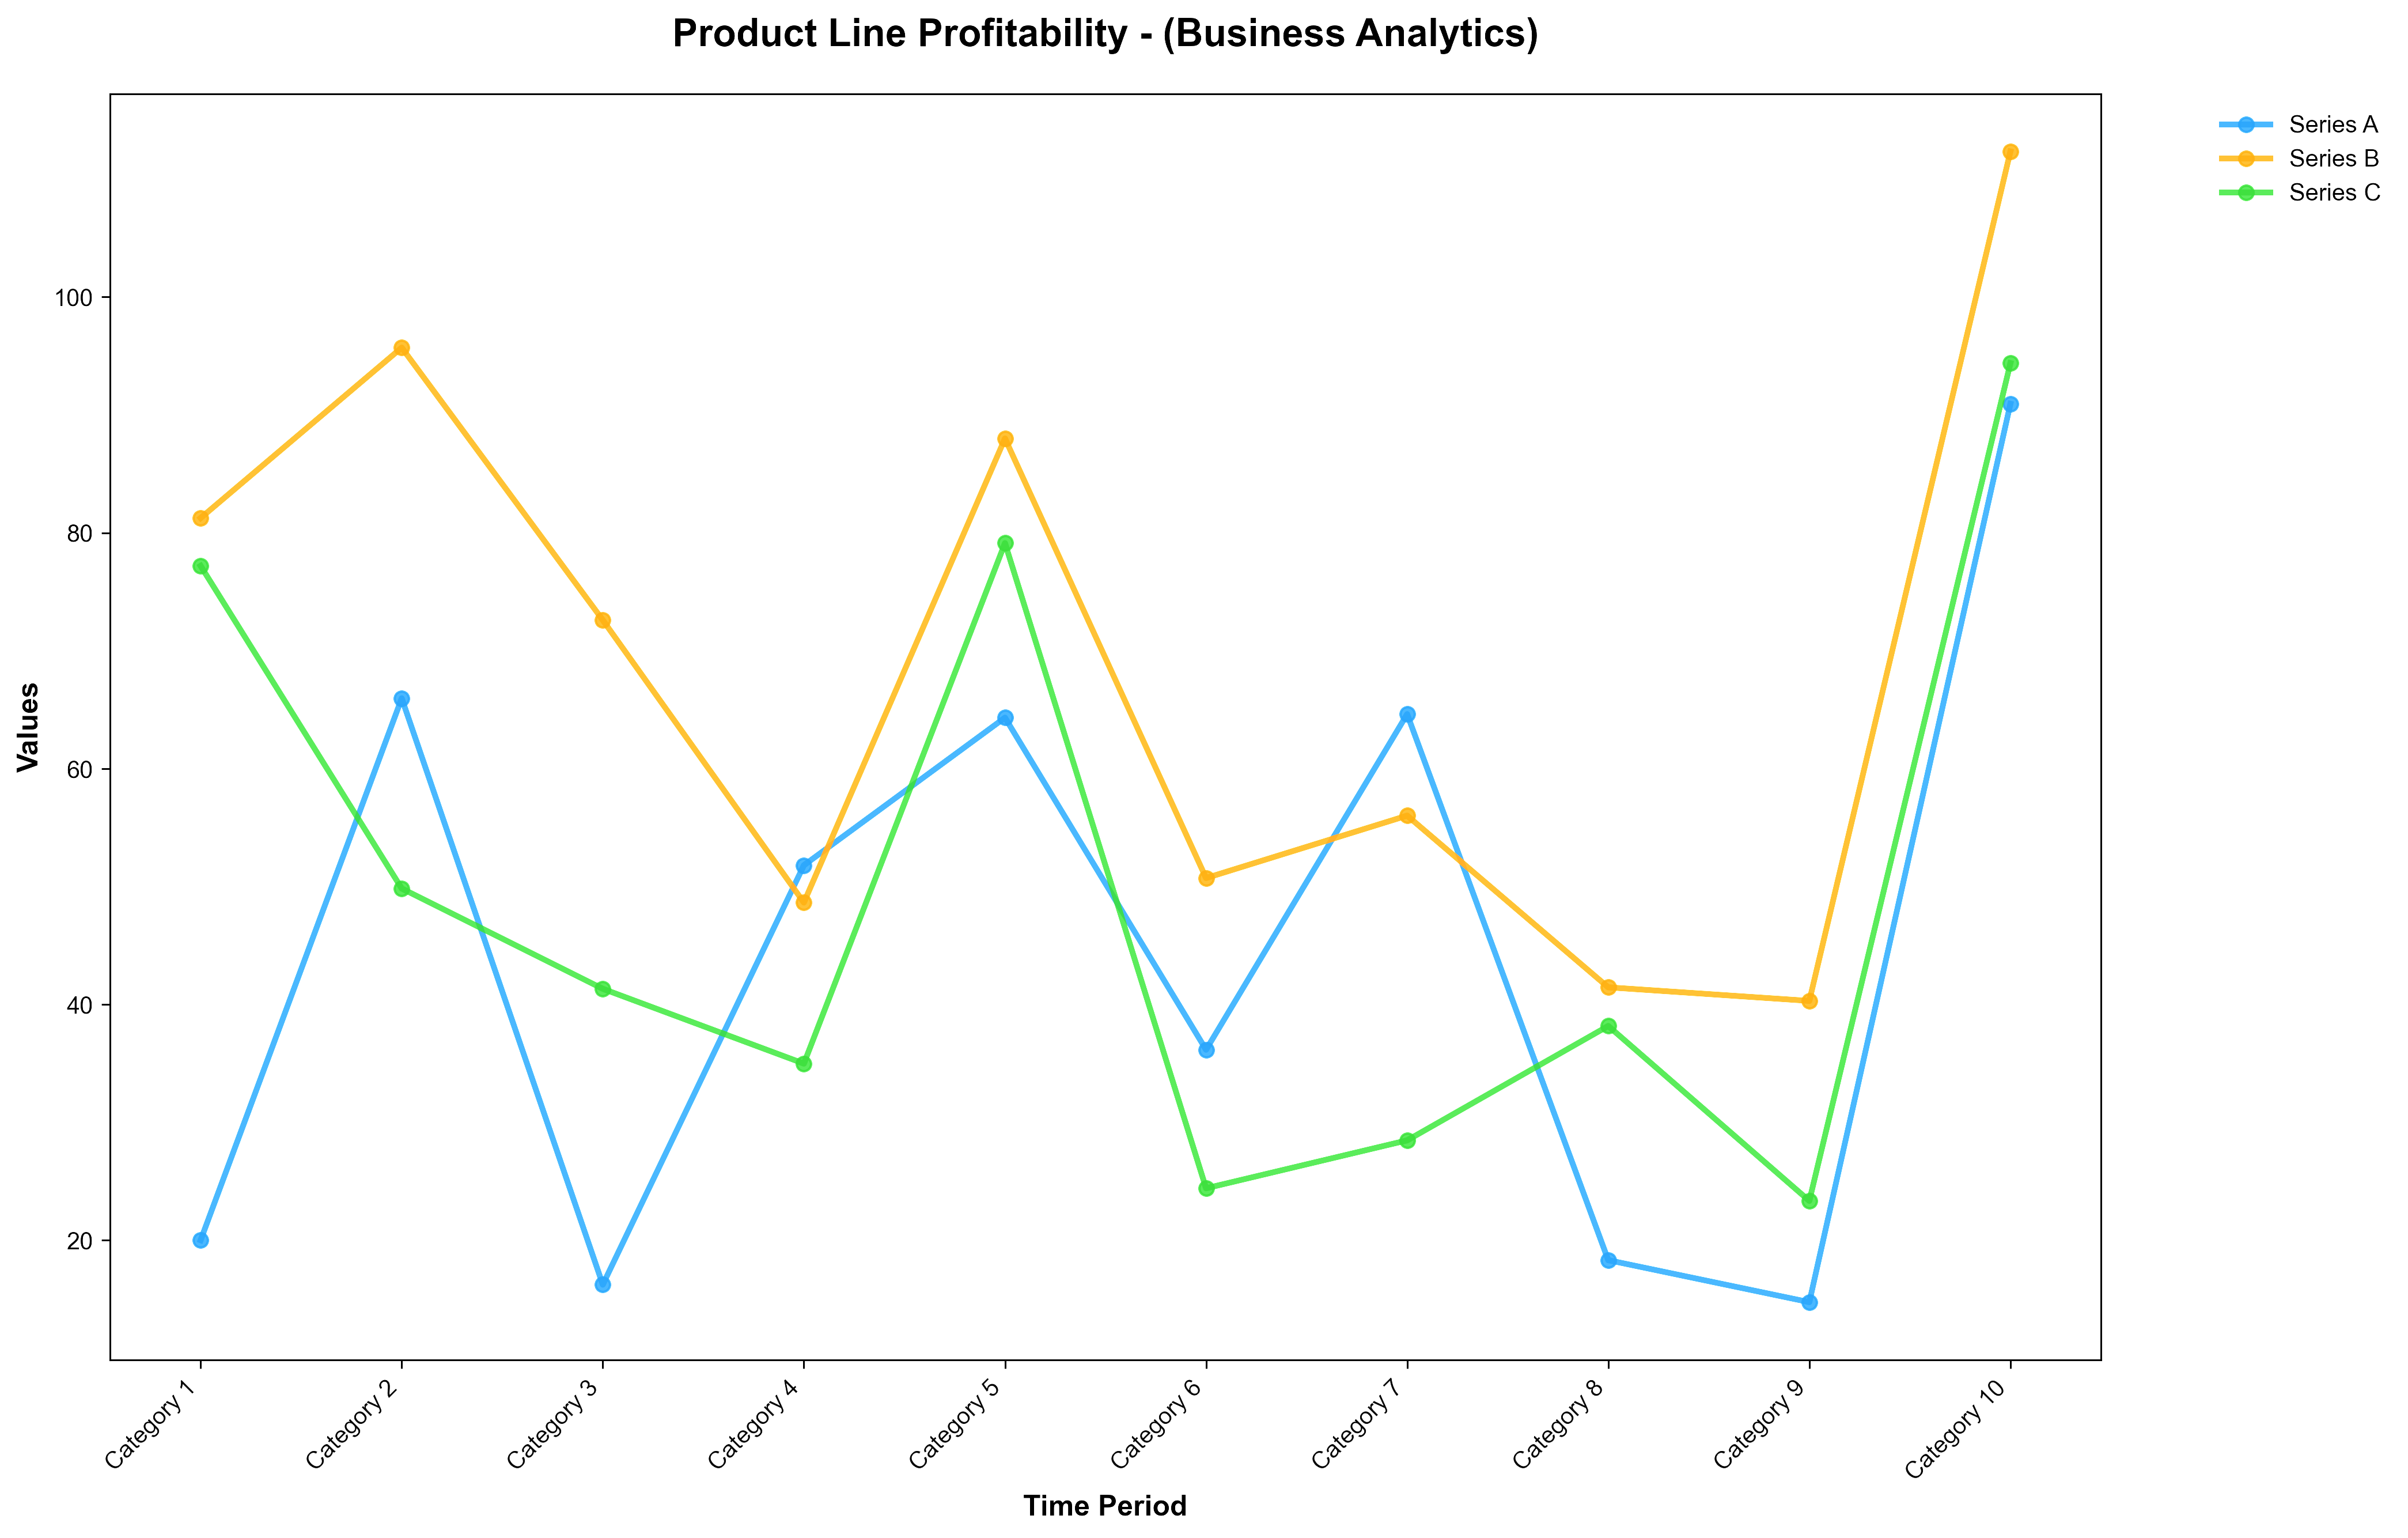 Product Line Profitability - (Business Analytics)
Series A
Series B
Series C
Values
100
80
60
40
20
Category 1
Category 2
Category 3
Category 4
Category 5
Category 6
Category 7
Category 8
Category 9
Category 10
Time Period